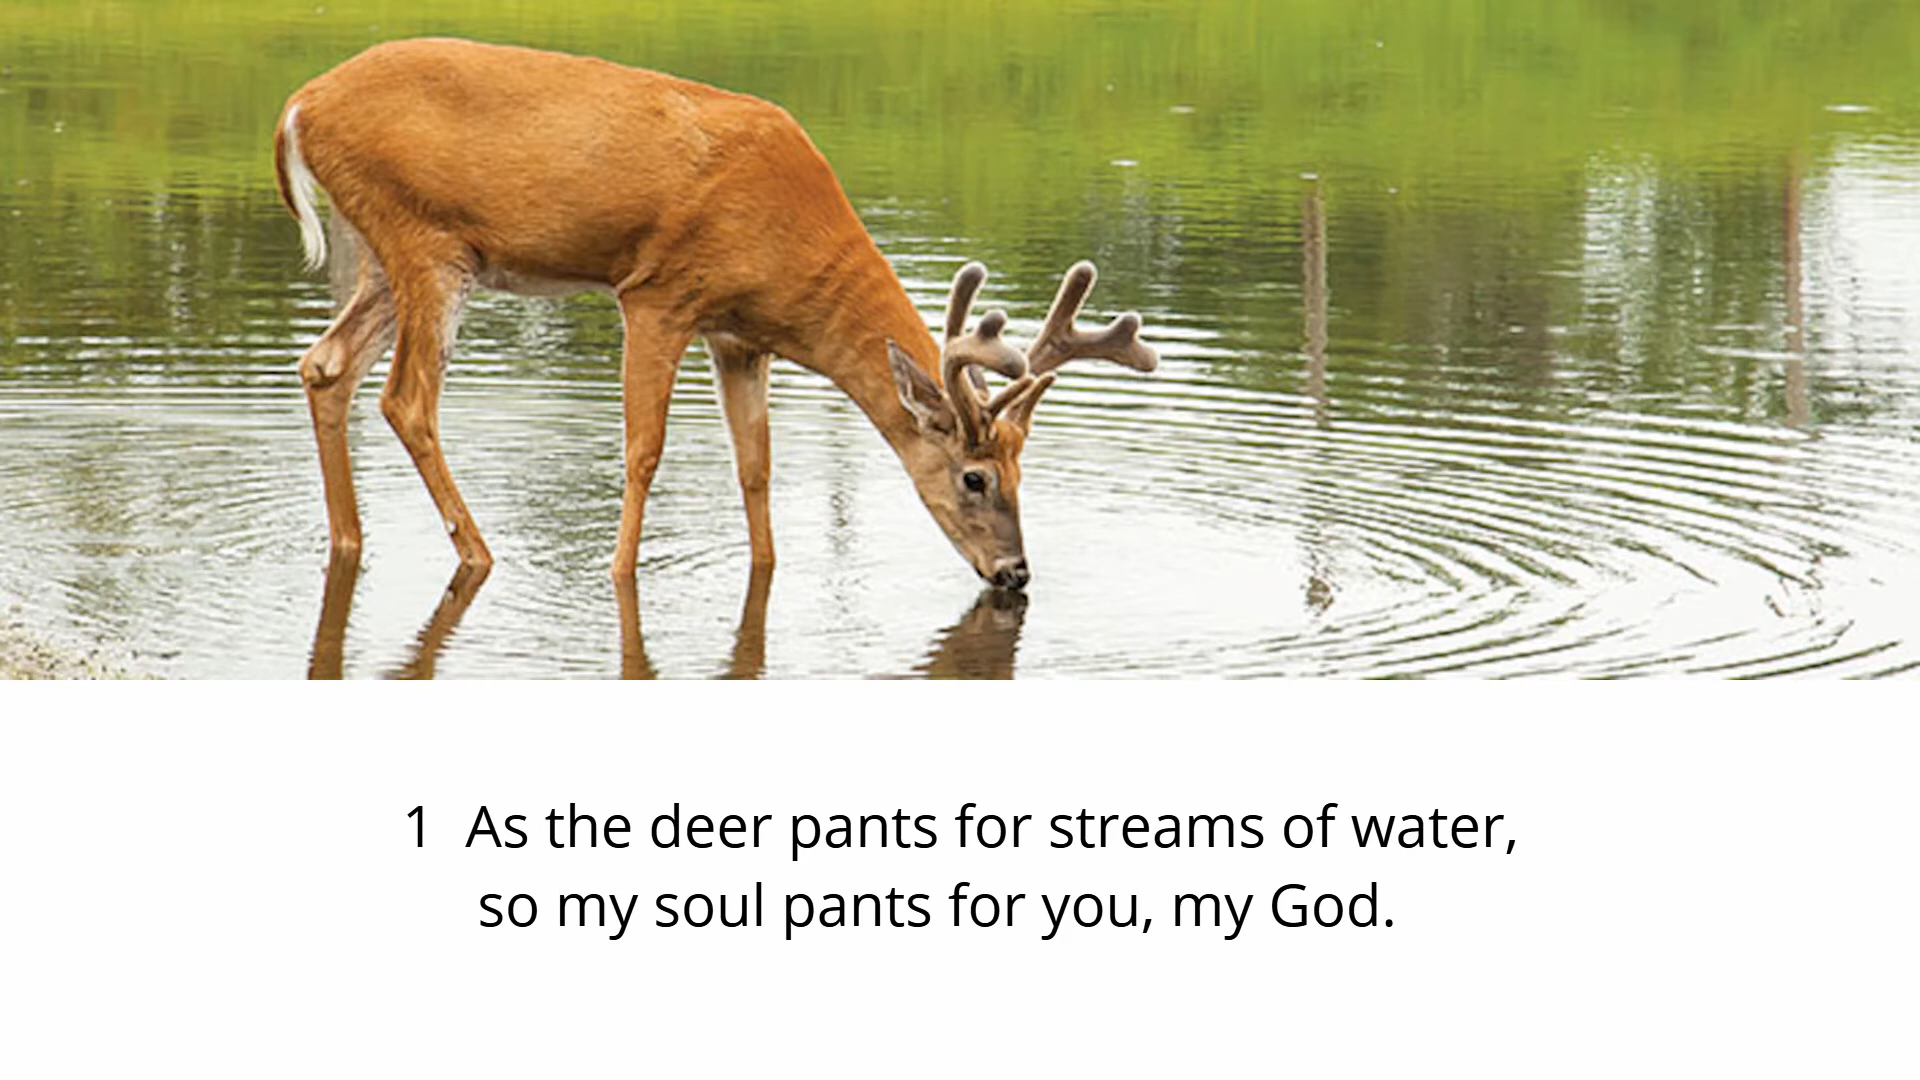 1 As the deer pants for streams of water,
so my soul pants for you, my God.